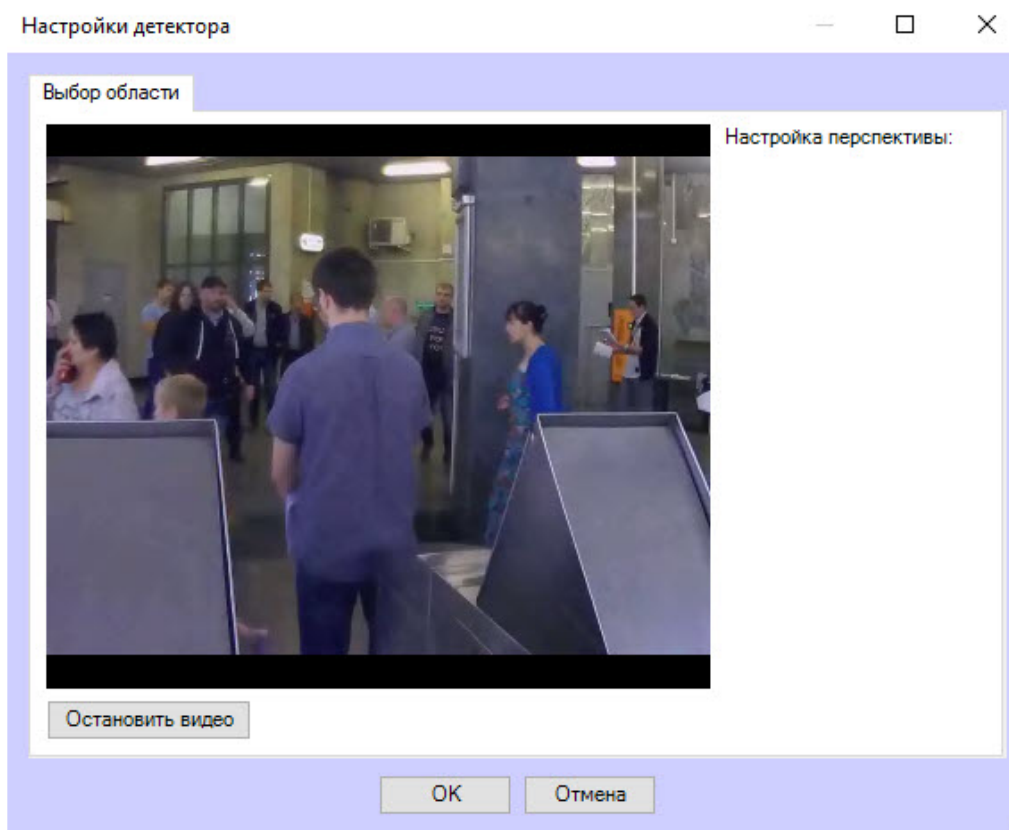 Настройки детектора
Выбор области
Настройка перспективы:
Остановить видео
OK
Отмена